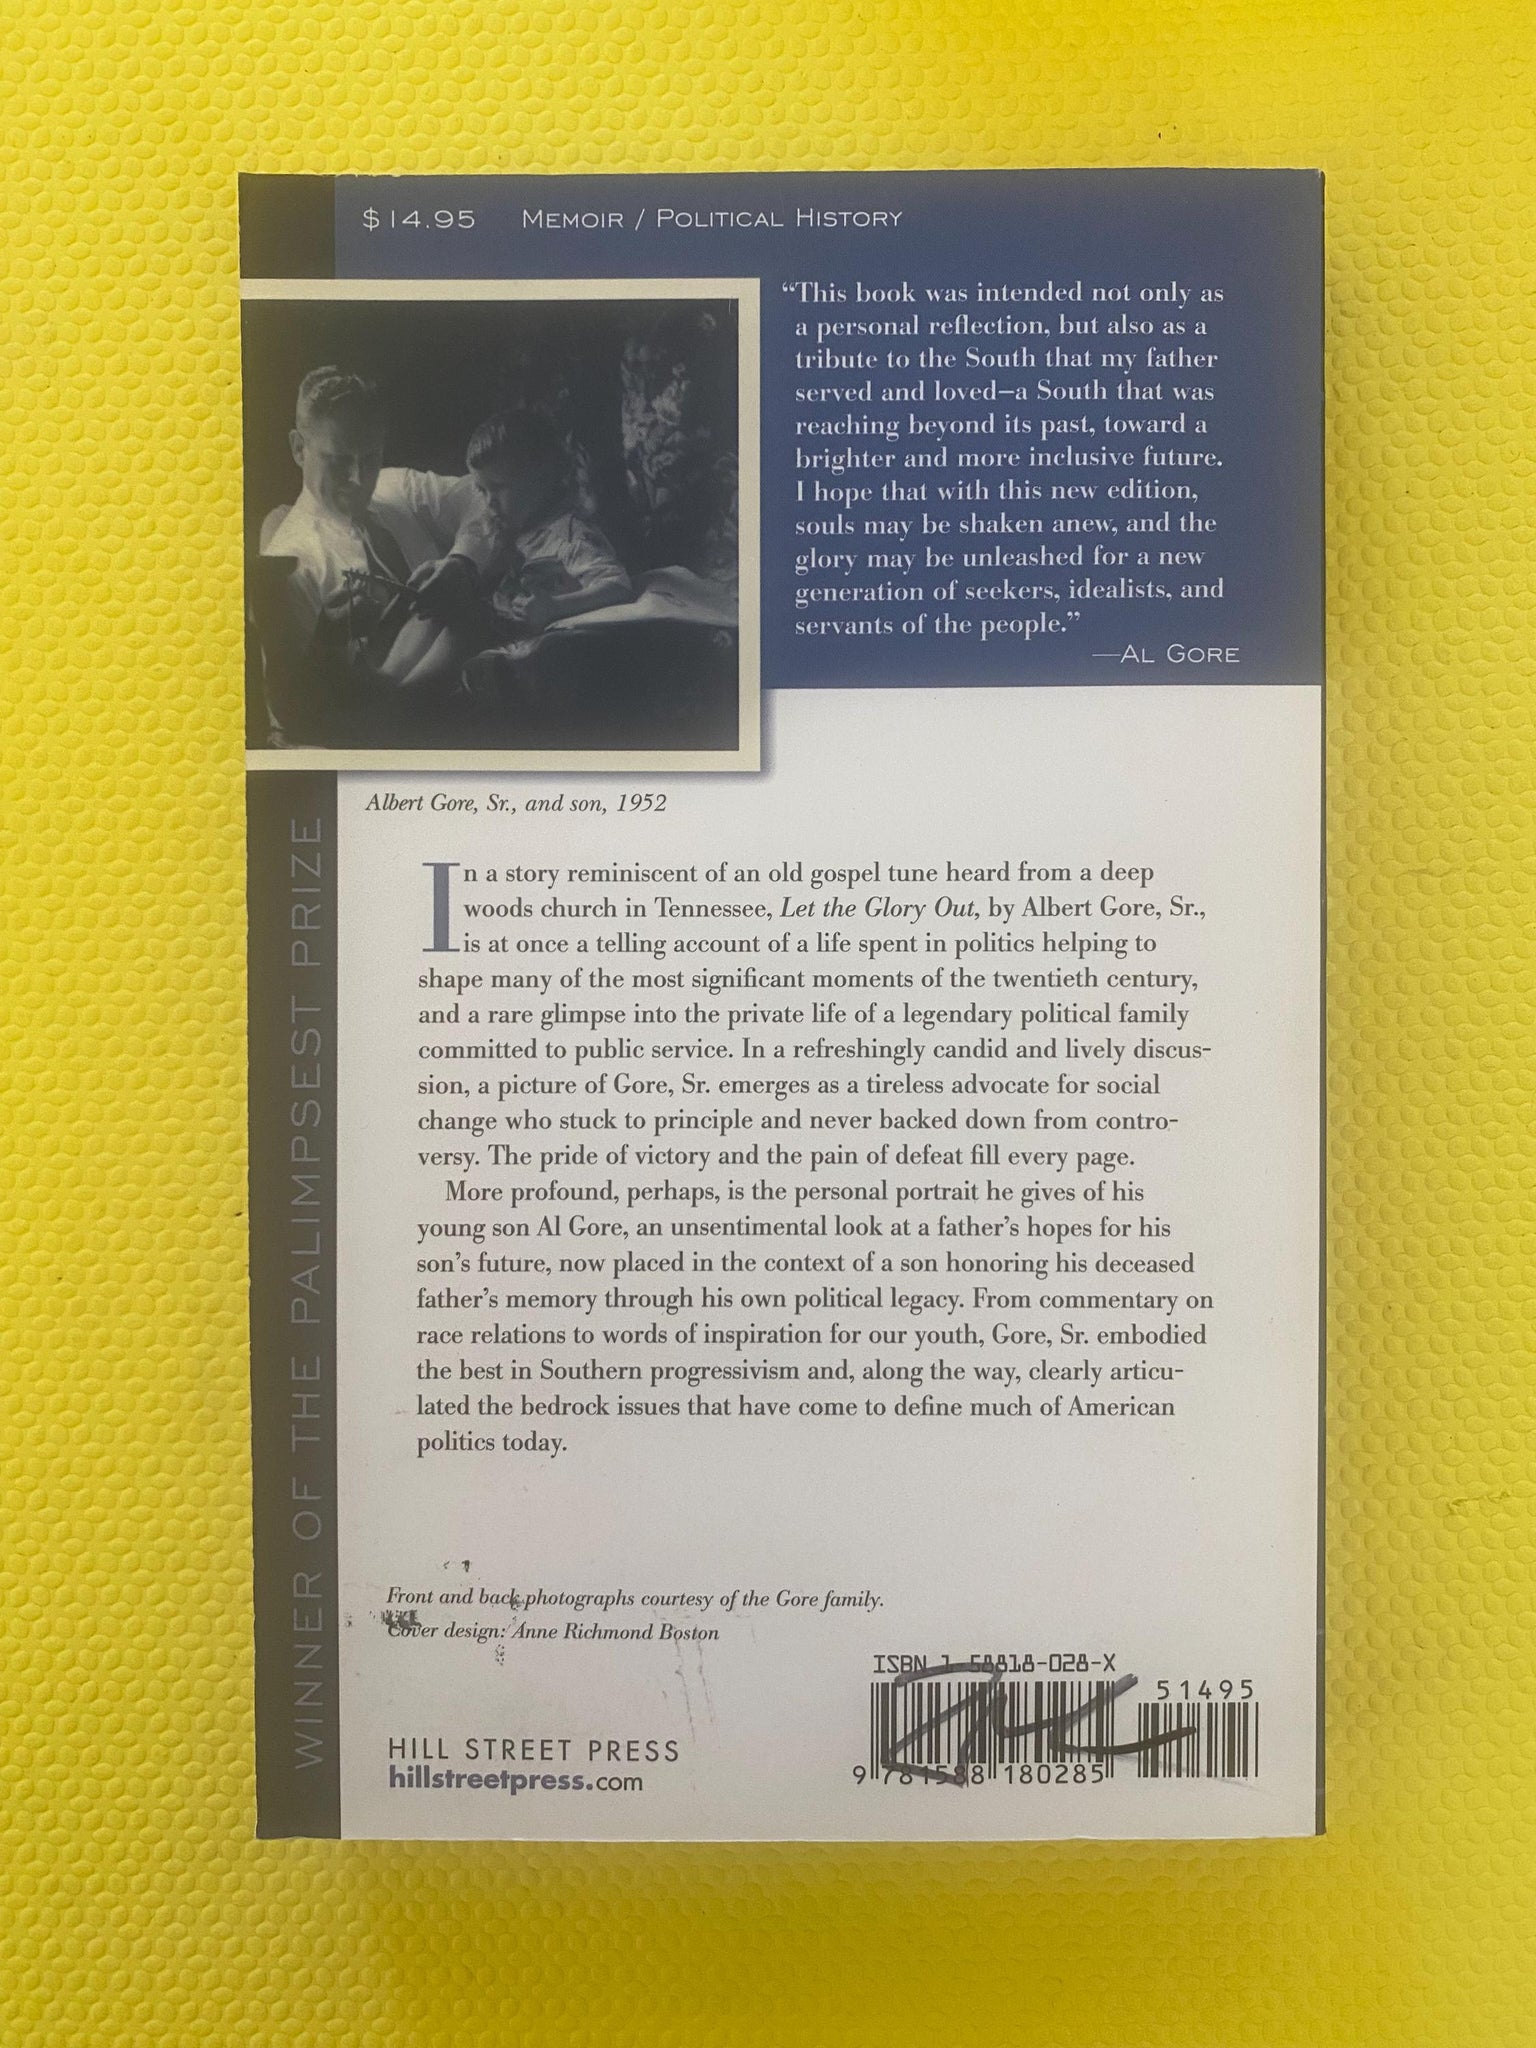 $14.95 MEMOIR / POLITICAL HISTORY
“This book was intended not only as
a personal reflection, but also as a
tribute to the South that my father
served and loved—a South that was
reaching beyond its past, toward a
brighter and more inclusive future.
I hope that with this new edition,
souls may be shaken anew, and the
glory may be unleashed for a new
generation of seekers, idealists, and
servants of the people.”
—AL GORE
Albert Gore, Sr., and son, 1952
WINNER OF THE PALIMPSEST PRIZE
In a story reminiscent of an old gospel tune heard from a deep
woods church in Tennessee, Let the Glory Out, by Albert Gore, Sr.,
is at once a telling account of a life spent in politics helping to
shape many of the most significant moments of the twentieth century,
and a rare glimpse into the private life of a legendary political family
committed to public service. In a refreshingly candid and lively discus-
sion, a picture of Gore, Sr. emerges as a tireless advocate for social
change who stuck to principle and never backed down from contro-
versy. The pride of victory and the pain of defeat fill every page.
More profound, perhaps, is the personal portrait he gives of his
young son Al Gore, an unsentimental look at a father’s hopes for his
son’s future, now placed in the context of a son honoring his deceased
father’s memory through his own political legacy. From commentary on
race relations to words of inspiration for our youth, Gore, Sr. embodied
the best in Southern progressivism and, along the way, clearly articu-
lated the bedrock issues that have come to define much of American
politics today.
Front and back photographs courtesy of the Gore family.
Cover design: Anne Richmond Boston
HILL STREET PRESS
hillstreetpress.com
ISBN 1-58818-028-X
51495
9 781588 180285